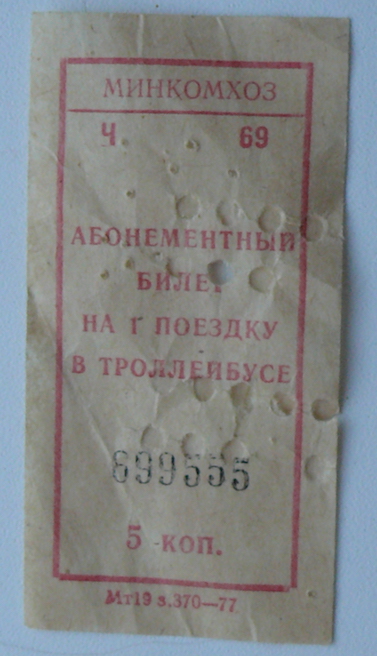 МИНКОМХОЗ
Ч 69
АБОНЕМЕНТНЫЙ
БИЛЕТ
НА 1 ПОЕЗДКУ
В ТРОЛЛЕЙБУСЕ
699555
5 КОП.
Мт19 з.370—77